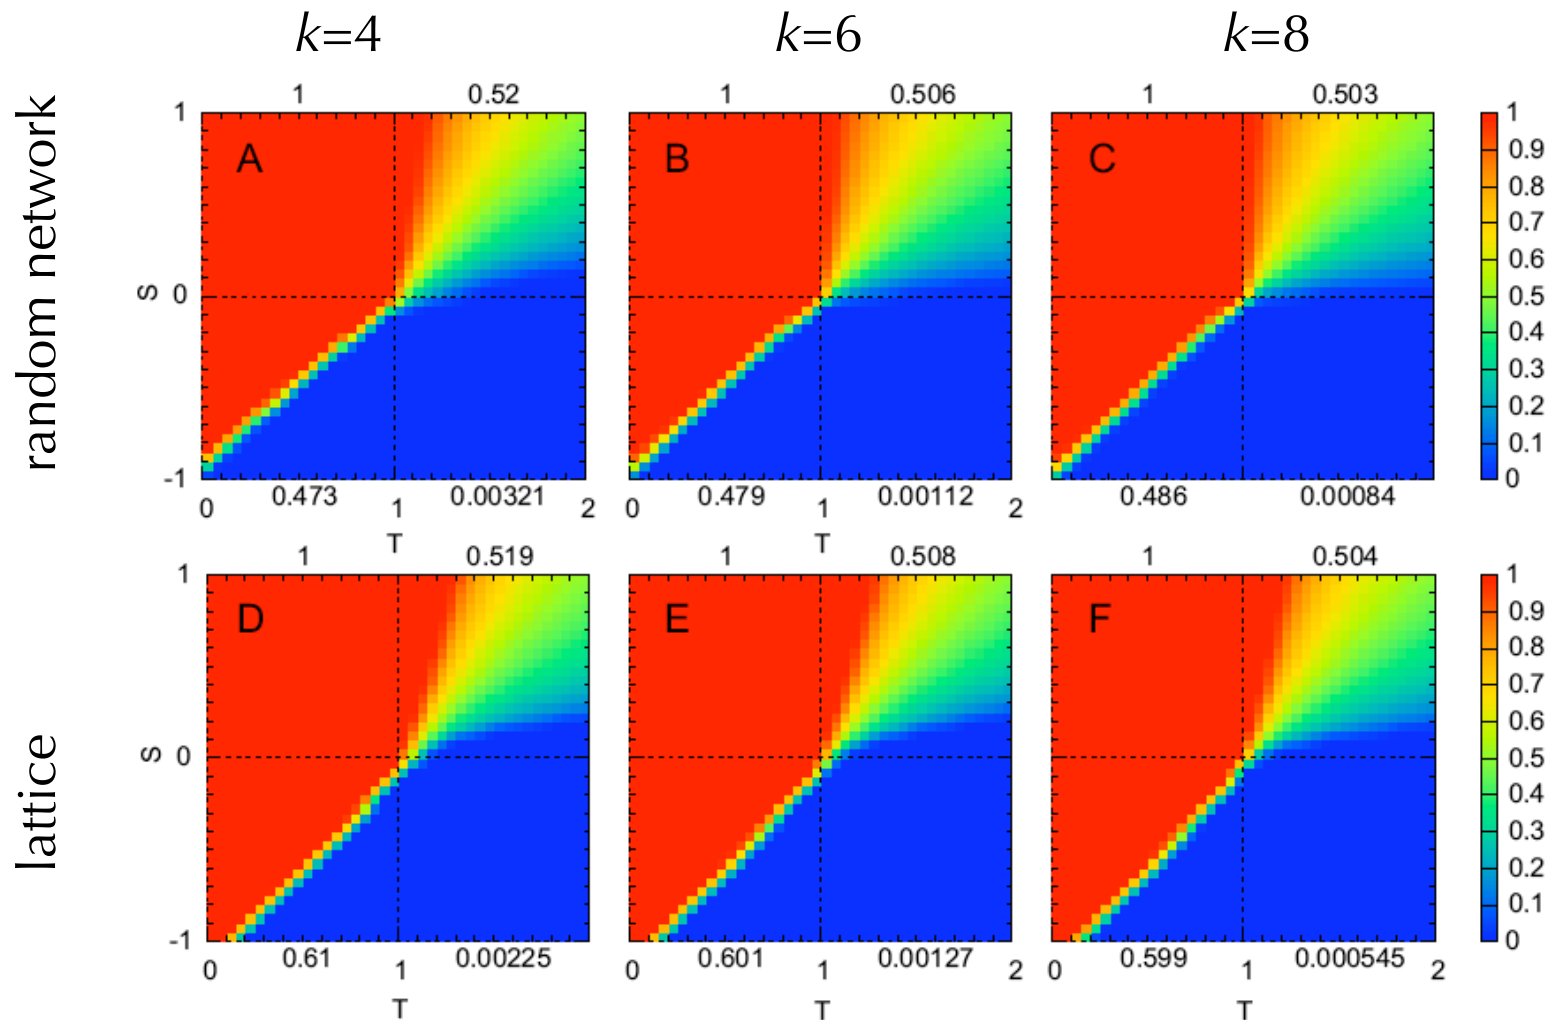 k=4 k=6 k=8
random network
1 0.52 1 0.506 1 0.503
1 A B C 1
0.9
0.8
0.7
0.6
S 0 0.5
0.4
0.3
0.2
0.1
-1 0
0.473 0.00321 0.479 0.00112 0.486 0.00084
0 1 2 0 1 2
T T
lattice
1 0.519 1 0.508 1 0.504
1 D E F 1
0.9
0.8
0.7
0.6
S 0 0.5
0.4
0.3
0.2
0.1
-1 0
0.61 0.00225 0.601 0.00127 0.599 0.000545
0 1 0 1 2 0 1 2
T T T